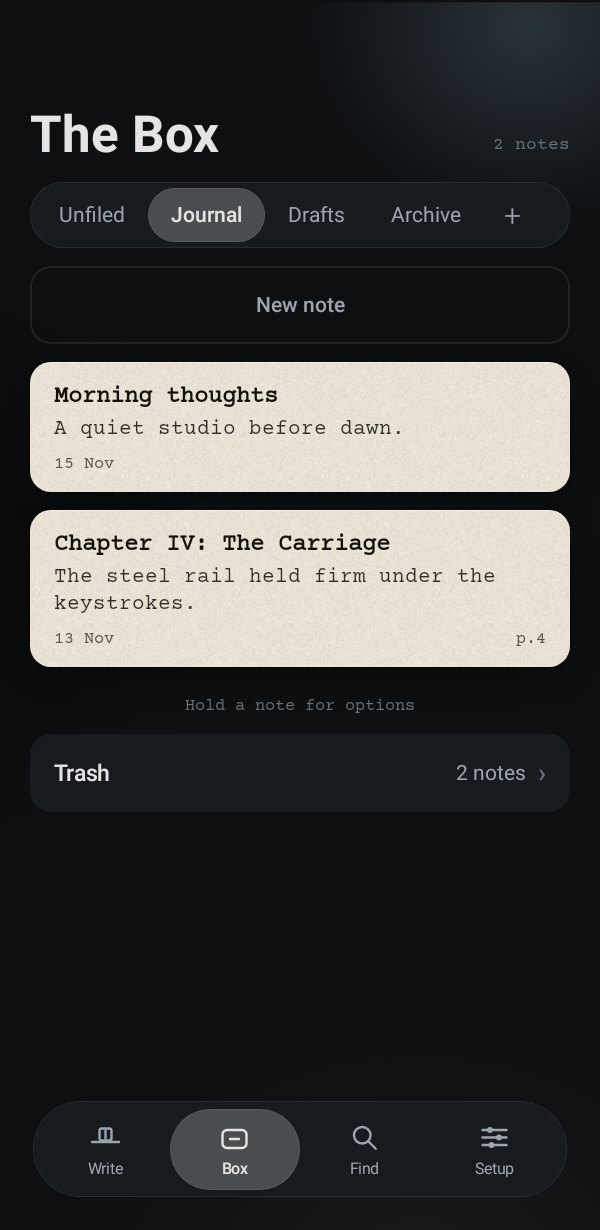 The Box
2 notes
Unfiled Journal Drafts Archive +
New note
Morning thoughts
A quiet studio before dawn.
15 Nov
Chapter IV: The Carriage
The steel rail held firm under the
keystrokes.
13 Nov p.4
Hold a note for options
Trash 2 notes ›
Write Box Find Setup